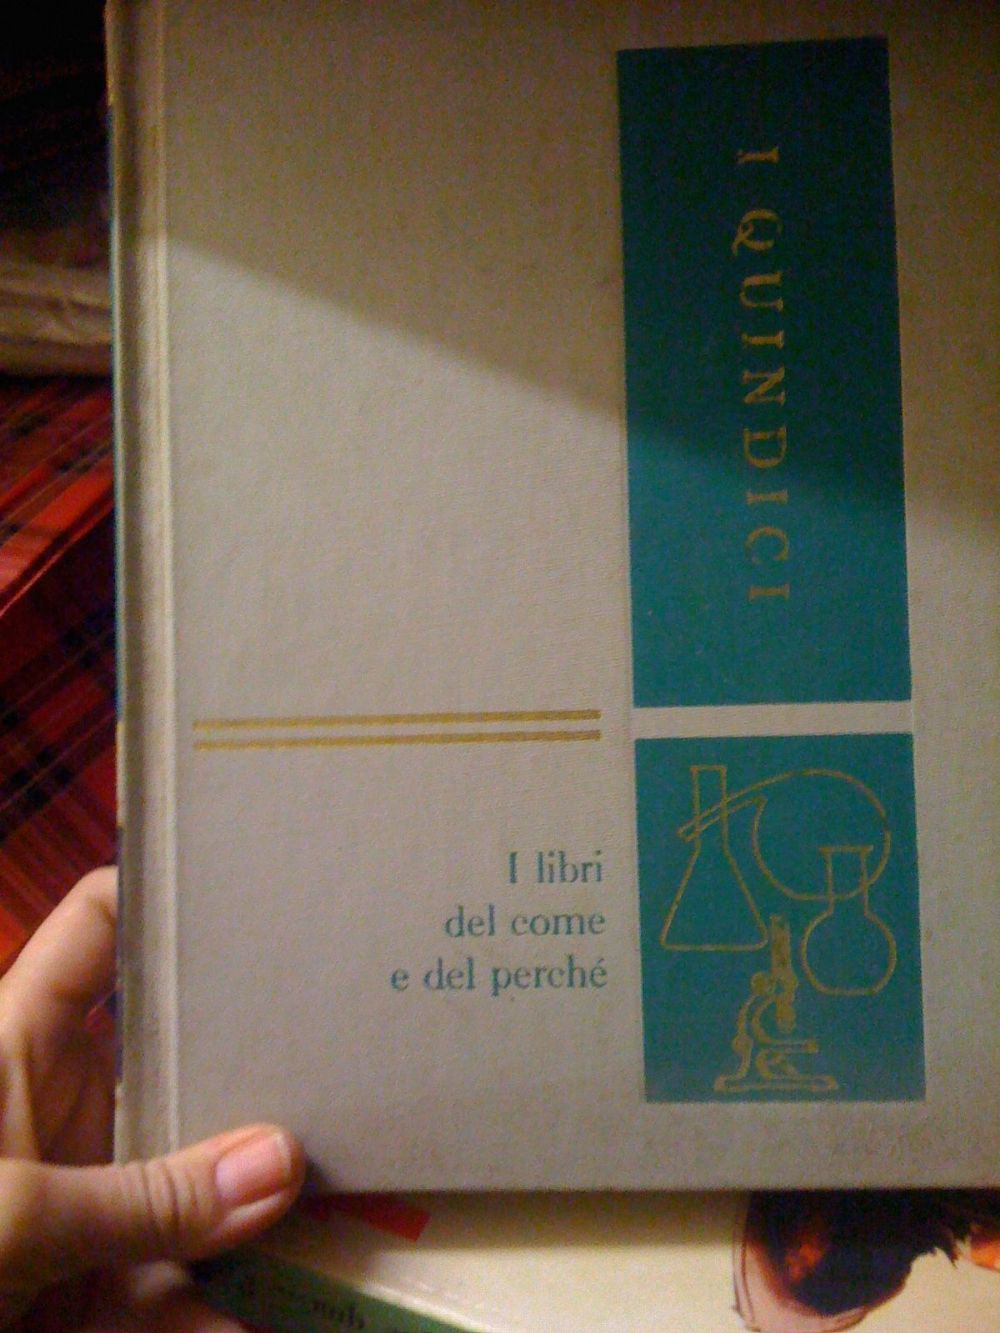 I QUINDICI
I libri
del come
e del perché